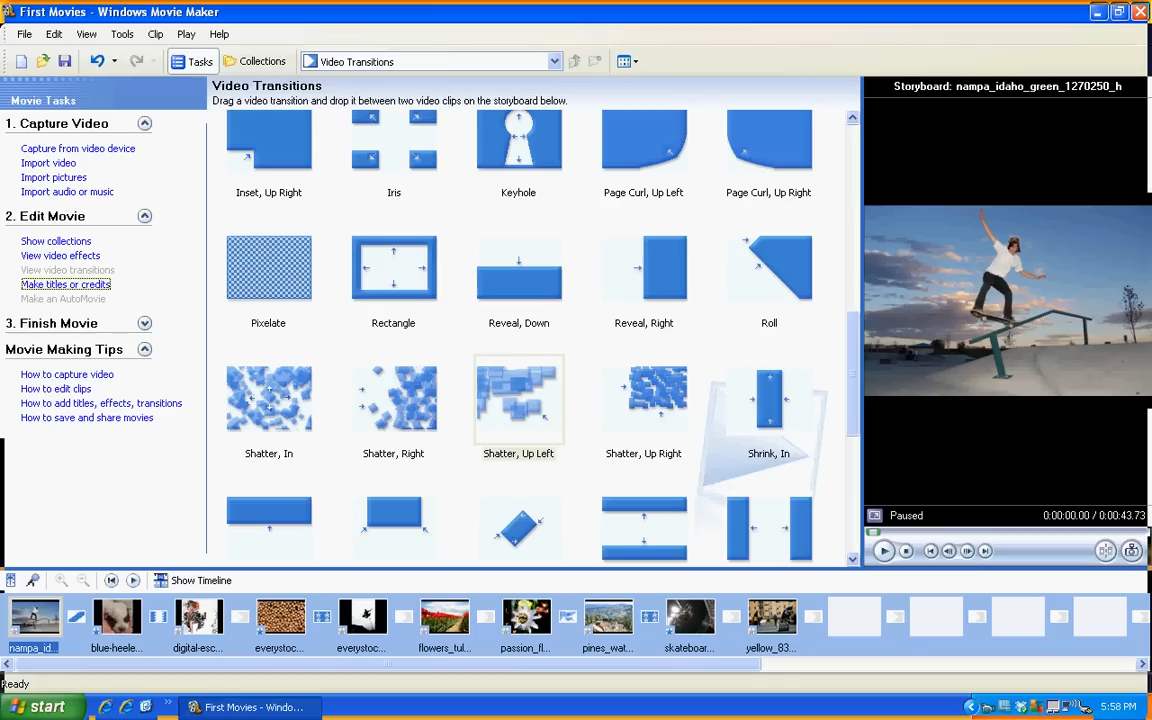 First Movies - Windows Movie Maker
File Edit View Tools Clip Play Help
Tasks Collections Video Transitions
Movie Tasks
1. Capture Video
Capture from video device
Import video
Import pictures
Import audio or music
2. Edit Movie
Show collections
View video effects
View video transitions
Make titles or credits
Make an AutoMovie
3. Finish Movie
Movie Making Tips
How to capture video
How to edit clips
How to add titles, effects, transitions
How to save and share movies
Video Transitions
Drag a video transition and drop it between two video clips on the storyboard below.
Inset, Up Right Iris Keyhole Page Curl, Up Left Page Curl, Up Right
Pixelate Rectangle Reveal, Down Reveal, Right Roll
Shatter, In Shatter, Right Shatter, Up Left Shatter, Up Right Shrink, In
Storyboard: nampa_idaho_green_1270250_h
Paused 0:00:00.00 / 0:00:43.73
Show Timeline
nampa_id... blue-heele... digital-esc... everystoc... everystoc... flowers_tul... passion_fl... pines_wat... skateboar... yellow_83...
Ready
start First Movies - Windo... 5:58 PM